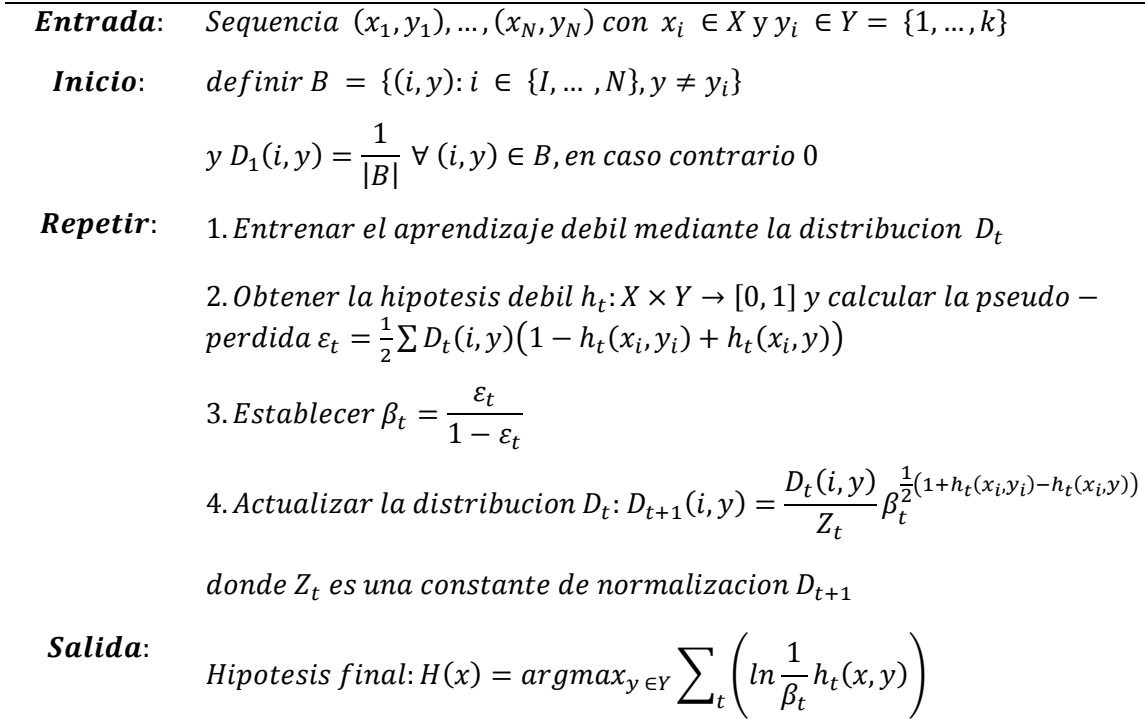 Entrada: Sequencia (x₁, y₁), ..., (x_N, y_N) con x_i ∈ X y y_i ∈ Y = {1, ..., k}
Inicio: definir B = {(i, y): i ∈ {I, ... , N}, y ≠ y_i}
y D₁(i, y) = 1/|B| ∀ (i, y) ∈ B, en caso contrario 0
Repetir: 1. Entrenar el aprendizaje debil mediante la distribucion D_t
2. Obtener la hipotesis debil h_t: X × Y → [0, 1] y calcular la pseudo −
perdida ε_t = 1/2 ∑ D_t(i, y)(1 − h_t(x_i, y_i) + h_t(x_i, y))
3. Establecer β_t = ε_t/(1 − ε_t)
4. Actualizar la distribucion D_t: D_{t+1}(i, y) = D_t(i, y)/Z_t β_t^{1/2(1+h_t(x_i,y_i)−h_t(x_i,y))}
donde Z_t es una constante de normalizacion D_{t+1}
Salida: Hipotesis final: H(x) = argmax_{y ∈Y} ∑_t (ln 1/β_t h_t(x, y))